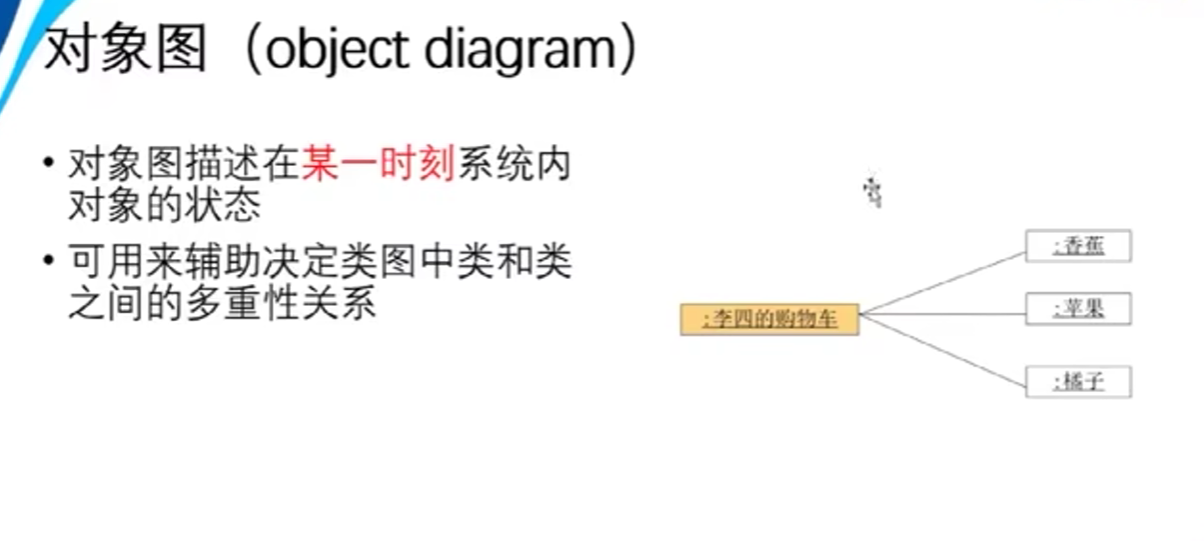 对象图（object diagram）
• 对象图描述在某一时刻系统内
对象的状态
• 可用来辅助决定类图中类和类
之间的多重性关系
:香蕉
:李四的购物车
:苹果
:橘子